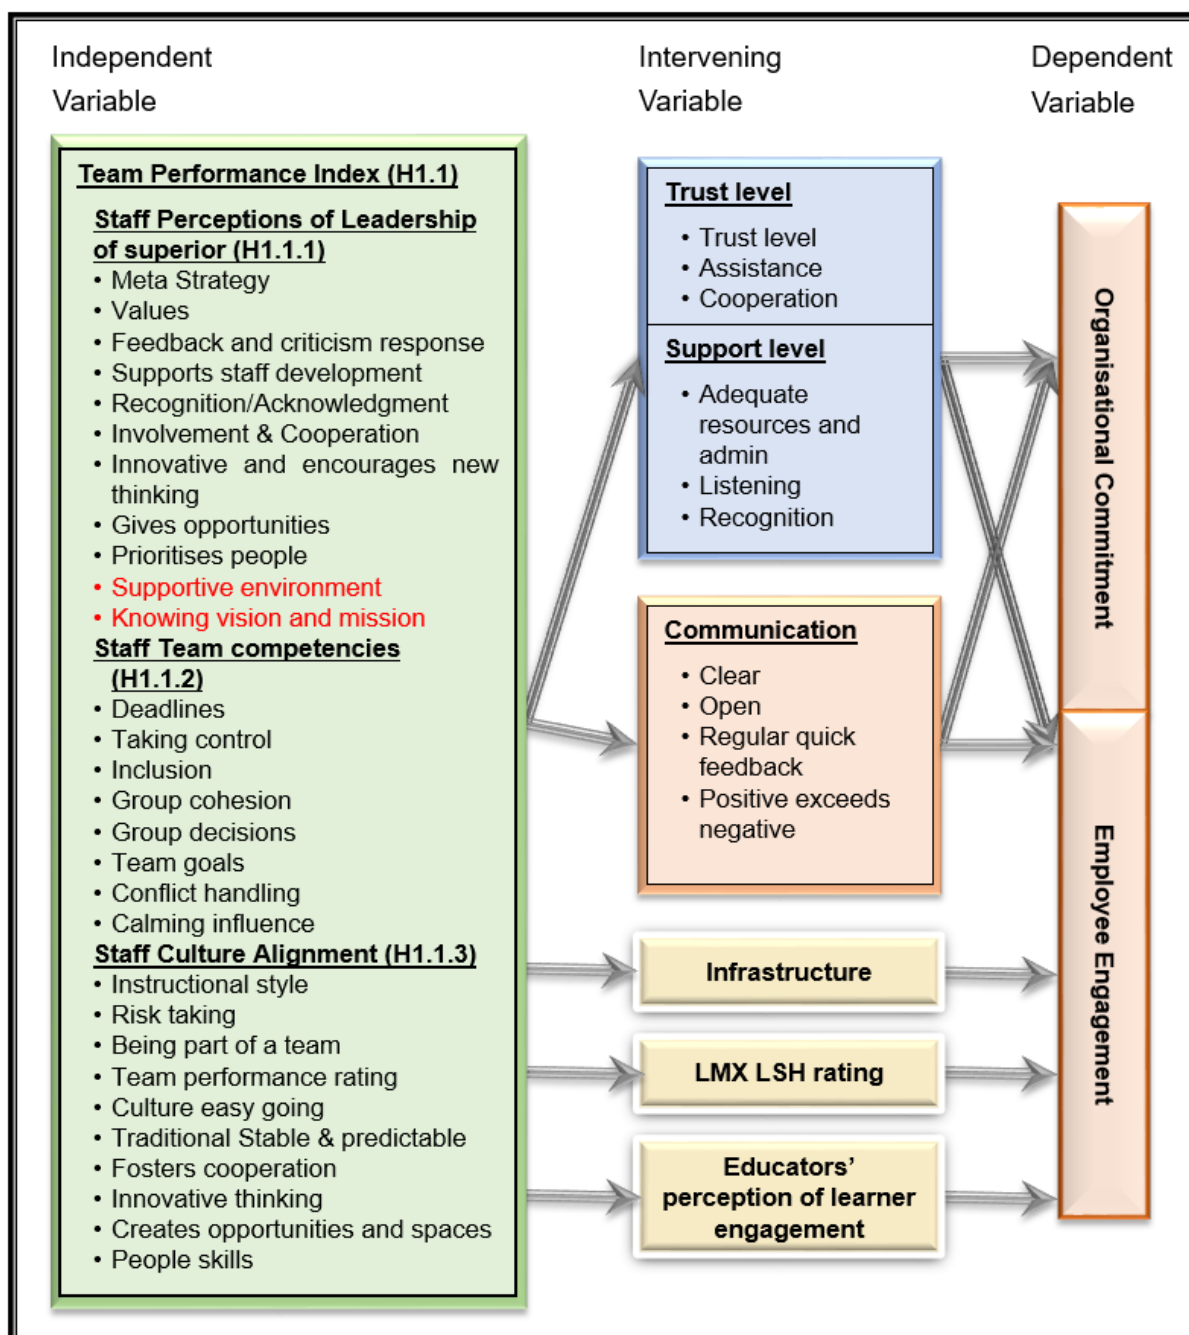 Independent
Variable
Intervening
Variable
Dependent
Variable
Team Performance Index (H1.1)
Staff Perceptions of Leadership
of superior (H1.1.1)
• Meta Strategy
• Values
• Feedback and criticism response
• Supports staff development
• Recognition/Acknowledgment
• Involvement & Cooperation
• Innovative and encourages new
thinking
• Gives opportunities
• Prioritises people
• Supportive environment
• Knowing vision and mission
Staff Team competencies
(H1.1.2)
• Deadlines
• Taking control
• Inclusion
• Group cohesion
• Group decisions
• Team goals
• Conflict handling
• Calming influence
Staff Culture Alignment (H1.1.3)
• Instructional style
• Risk taking
• Being part of a team
• Team performance rating
• Culture easy going
• Traditional Stable & predictable
• Fosters cooperation
• Innovative thinking
• Creates opportunities and spaces
• People skills
Trust level
• Trust level
• Assistance
• Cooperation
Support level
• Adequate
resources and
admin
• Listening
• Recognition
Communication
• Clear
• Open
• Regular quick
feedback
• Positive exceeds
negative
Infrastructure
LMX LSH rating
Educators’
perception of learner
engagement
Organisational Commitment
Employee Engagement